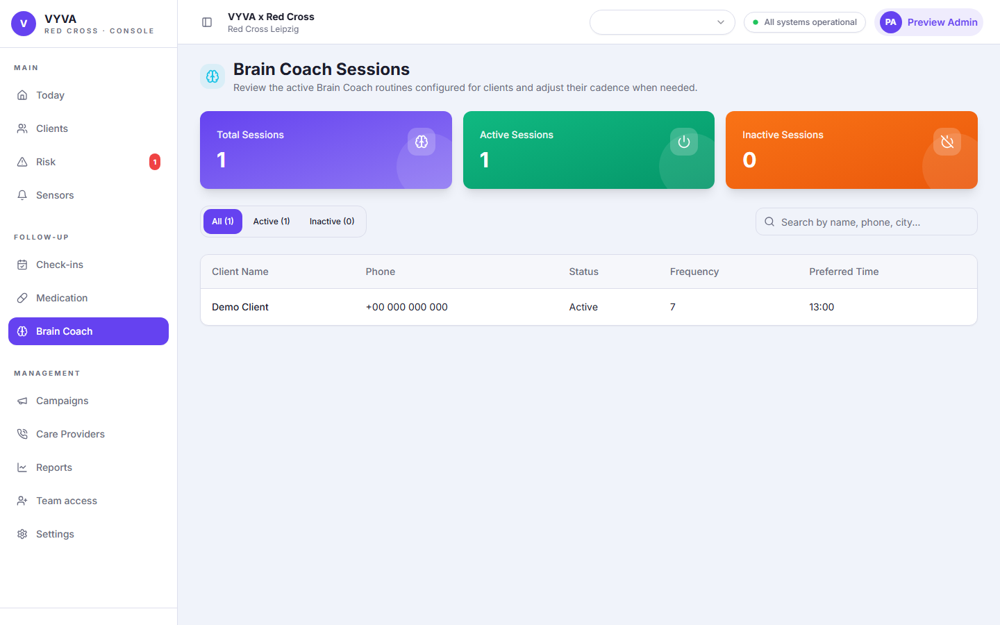 V
VYVA
RED CROSS · CONSOLE
MAIN
Today
Clients
Risk
1
Sensors
FOLLOW-UP
Check-ins
Medication
Brain Coach
MANAGEMENT
Campaigns
Care Providers
Reports
Team access
Settings
VYVA x Red Cross
Red Cross Leipzig
All systems operational
PA
Preview Admin
Brain Coach Sessions
Review the active Brain Coach routines configured for clients and adjust their cadence when needed.
Total Sessions
1
Active Sessions
1
Inactive Sessions
0
All (1)
Active (1)
Inactive (0)
Search by name, phone, city...
Client Name Phone Status Frequency Preferred Time
Demo Client +00 000 000 000 Active 7 13:00